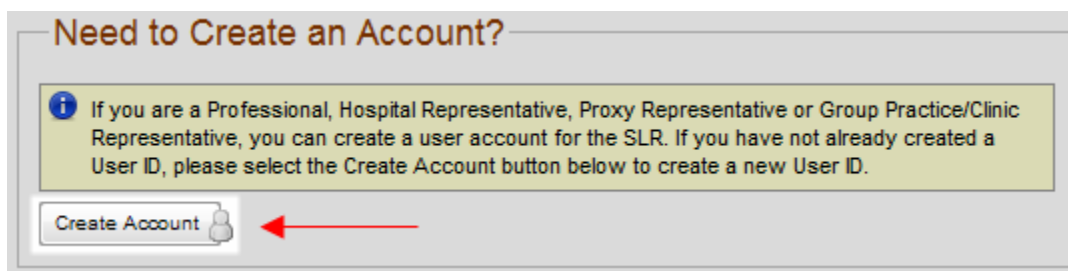 Need to Create an Account?
If you are a Professional, Hospital Representative, Proxy Representative or Group Practice/Clinic
Representative, you can create a user account for the SLR. If you have not already created a
User ID, please select the Create Account button below to create a new User ID.
Create Account